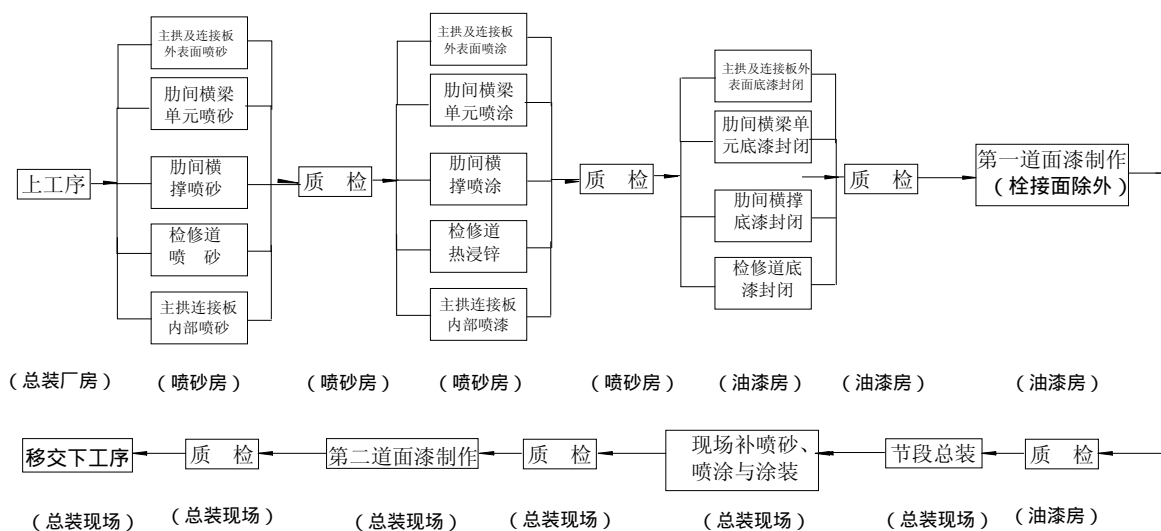 上工序
主拱及连接板
外表面喷砂
肋间横梁
单元喷砂
肋间横
撑喷砂
检修道
喷 砂
主拱连接板
内部喷砂
质 检
主拱及连接板
外表面喷涂
肋间横梁
单元喷涂
肋间横
撑喷涂
检修道
热浸锌
主拱连接板
内部喷漆
质 检
主拱及连接板外
表面底漆封闭
肋间横梁单
元底漆封闭
肋间横撑
底漆封闭
检修道底
漆封闭
质 检
第一道面漆制作
（栓接面除外）
（总装厂房）
（喷砂房）
（喷砂房）
（喷砂房）
（喷砂房）
（油漆房）
（油漆房）
（油漆房）
移交下工序
质 检
第二道面漆制作
质 检
现场补喷砂、
喷涂与涂装
节段总装
质 检
（总装现场）
（总装现场）
（总装现场）
（总装现场）
（总装现场）
（总装现场）
（油漆房）